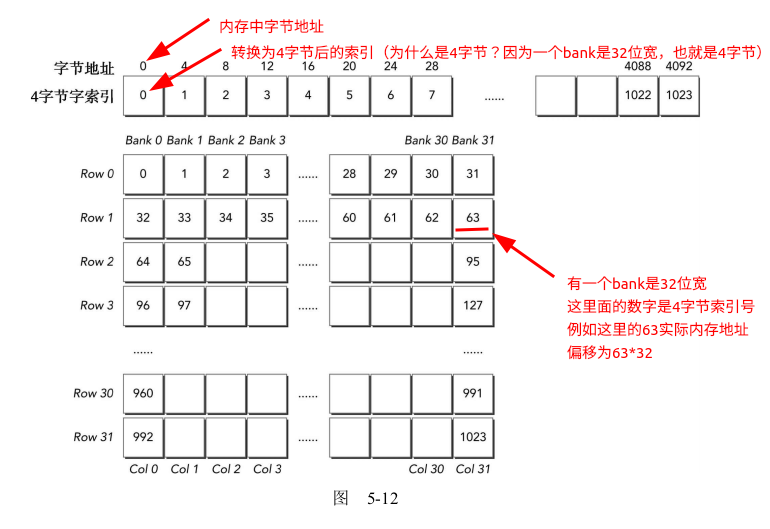 内存中字节地址
转换为4字节后的索引（为什么是4字节？因为一个bank是32位宽，也就是4字节）
字节地址 0 4 8 12 16 20 24 28 4088 4092
4字节字索引 0 1 2 3 4 5 6 7 …… 1022 1023
Bank 0 Bank 1 Bank 2 Bank 3 Bank 30 Bank 31
Row 0 0 1 2 3 …… 28 29 30 31
Row 1 32 33 34 35 …… 60 61 62 63
Row 2 64 65 …… 95
有一个bank是32位宽
Row 3 96 97 …… 127
这里面的数字是4字节索引号
例如这里的63实际内存地址
偏移为63*32
…… ……
Row 30 960 …… 991
Row 31 992 …… 1023
Col 0 Col 1 Col 2 Col 3 Col 30 Col 31
图 5-12